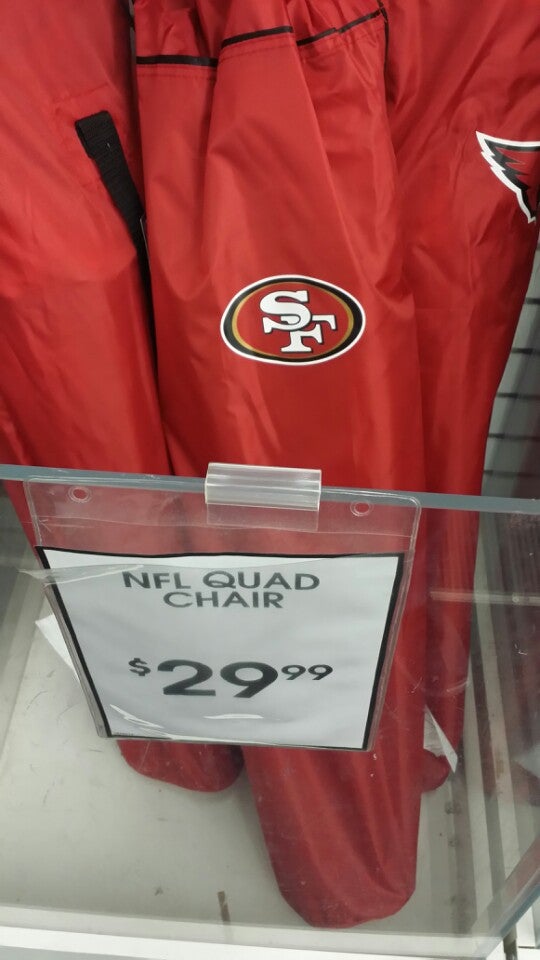 SF
NFL QUAD
CHAIR
$29.99